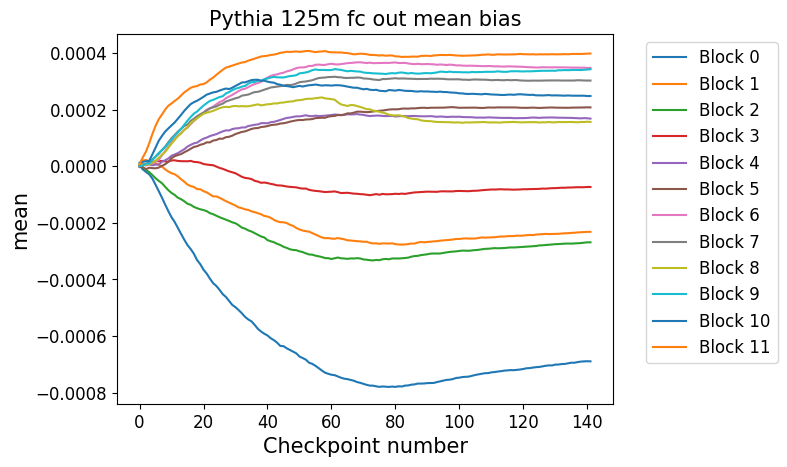 Pythia 125m fc out mean bias
mean
0.0004
0.0002
0.0000
−0.0002
−0.0004
−0.0006
−0.0008
0 20 40 60 80 100 120 140
Checkpoint number
Block 0
Block 1
Block 2
Block 3
Block 4
Block 5
Block 6
Block 7
Block 8
Block 9
Block 10
Block 11